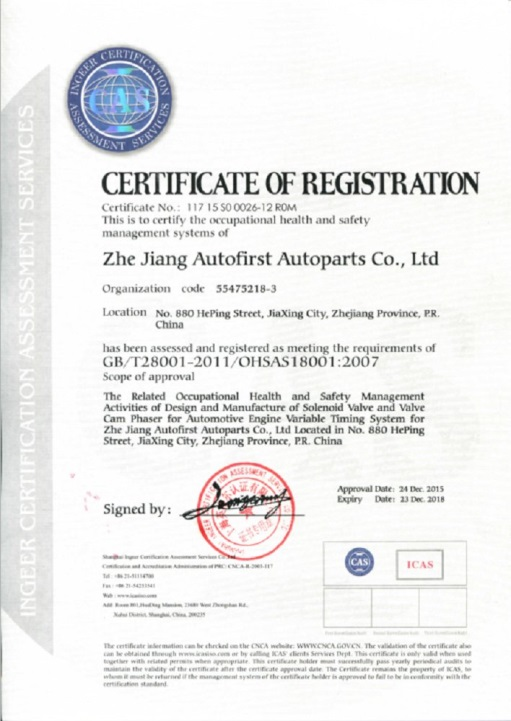 INGEER CERTIFICATION
ICAS
ASSESSMENT SERVICES
INGEER CERTIFICATION ASSESSMENT SERVICES
CERTIFICATE OF REGISTRATION
Certificate No.: 117 15 S0 0026-12 R0M
This is to certify the occupational health and safety
management systems of
Zhe Jiang Autofirst Autoparts Co., Ltd
Organization code 55475218-3
Location No. 880 HePing Street, JiaXing City, Zhejiang Province, P.R.
China
has been assessed and registered as meeting the requirements of
GB/T28001-2011/OHSAS18001:2007
Scope of approval
The Related Occupational Health and Safety Management
Activities of Design and Manufacture of Solenoid Valve and Valve
Cam Phaser for Automotive Engine Variable Timing System for
Zhe Jiang Autofirst Autoparts Co., Ltd Located in No. 880 HePing
Street, JiaXing City, Zhejiang Province, P.R. China
Approval Date: 24 Dec. 2015
Expiry Date: 23 Dec. 2018
Signed by:
Shanghai Ingeer Certification Assessment Services Co.,Ltd
Certification and Accreditation Administration of PRC: CNCA-R-2003-117
Tel : +86 21-51114700
Fax : +86 21-54231941
Web : www.icasiso.com
Add: Room 801, Mansion, West Zhongshan Rd.,
Xuhui District, Shanghai, China, 200235
ICAS
ICAS
The certificate information can be checked on the CNCA website: WWW.CNCA.GOV.CN. The validation of the certificate also
can be obtained through www.icasiso.com or by calling ICAS' clients Services Dept. This certificate is only valid when used
together with related permits when appropriate. This certificate holder must successfully pass yearly periodical audits to
maintain the validity of the certificate after the certificate approval date. The Certificate remains the property of ICAS, to
whom it must be returned if the management system of the certificate holder is approved to fail to be in conformity with the
certification standard.